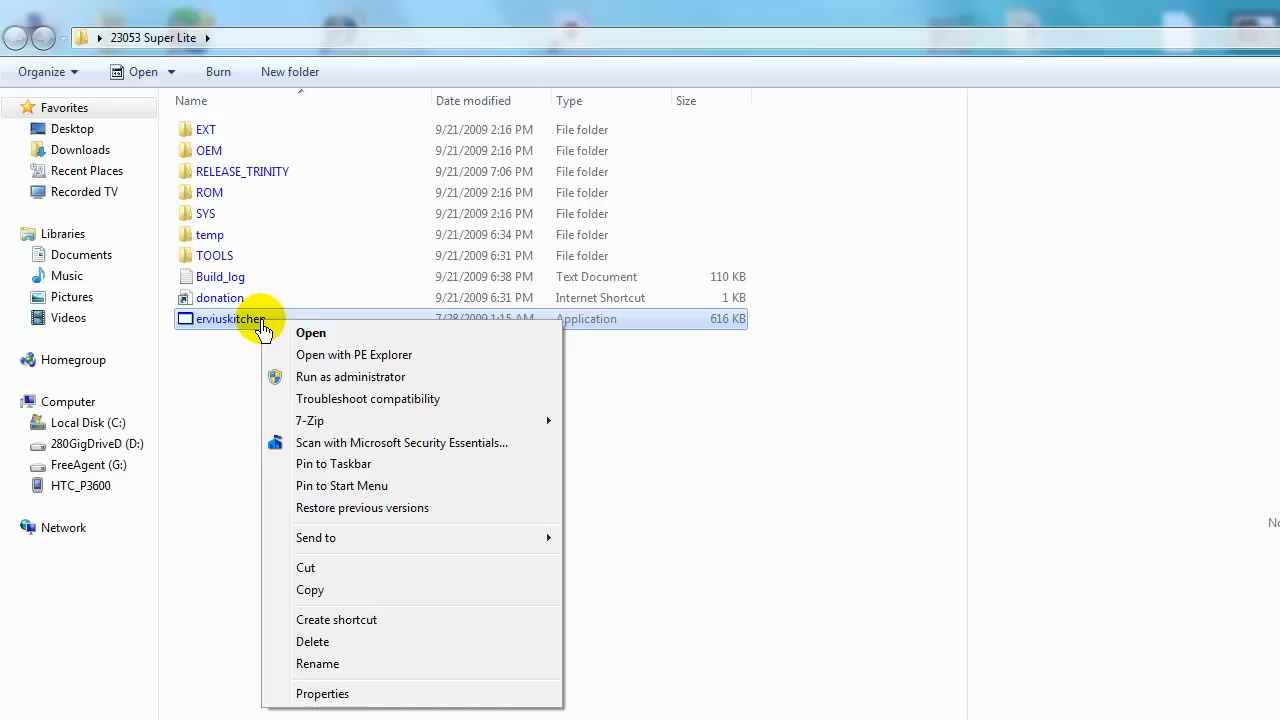 23053 Super Lite
Organize Open Burn New folder
Name Date modified Type Size
Favorites
Desktop
Downloads
Recent Places
Recorded TV
Libraries
Documents
Music
Pictures
Videos
Homegroup
Computer
Local Disk (C:)
280GigDriveD (D:)
FreeAgent (G:)
HTC_P3600
Network
EXT 9/21/2009 2:16 PM File folder
OEM 9/21/2009 2:16 PM File folder
RELEASE_TRINITY 9/21/2009 7:06 PM File folder
ROM 9/21/2009 2:16 PM File folder
SYS 9/21/2009 2:16 PM File folder
temp 9/21/2009 6:34 PM File folder
TOOLS 9/21/2009 6:31 PM File folder
Build_log 9/21/2009 6:38 PM Text Document 110 KB
donation 9/21/2009 6:31 PM Internet Shortcut 1 KB
erviuskitchen 7/28/2009 1:15 AM Application 616 KB
Open
Open with PE Explorer
Run as administrator
Troubleshoot compatibility
7-Zip
Scan with Microsoft Security Essentials...
Pin to Taskbar
Pin to Start Menu
Restore previous versions
Send to
Cut
Copy
Create shortcut
Delete
Rename
Properties